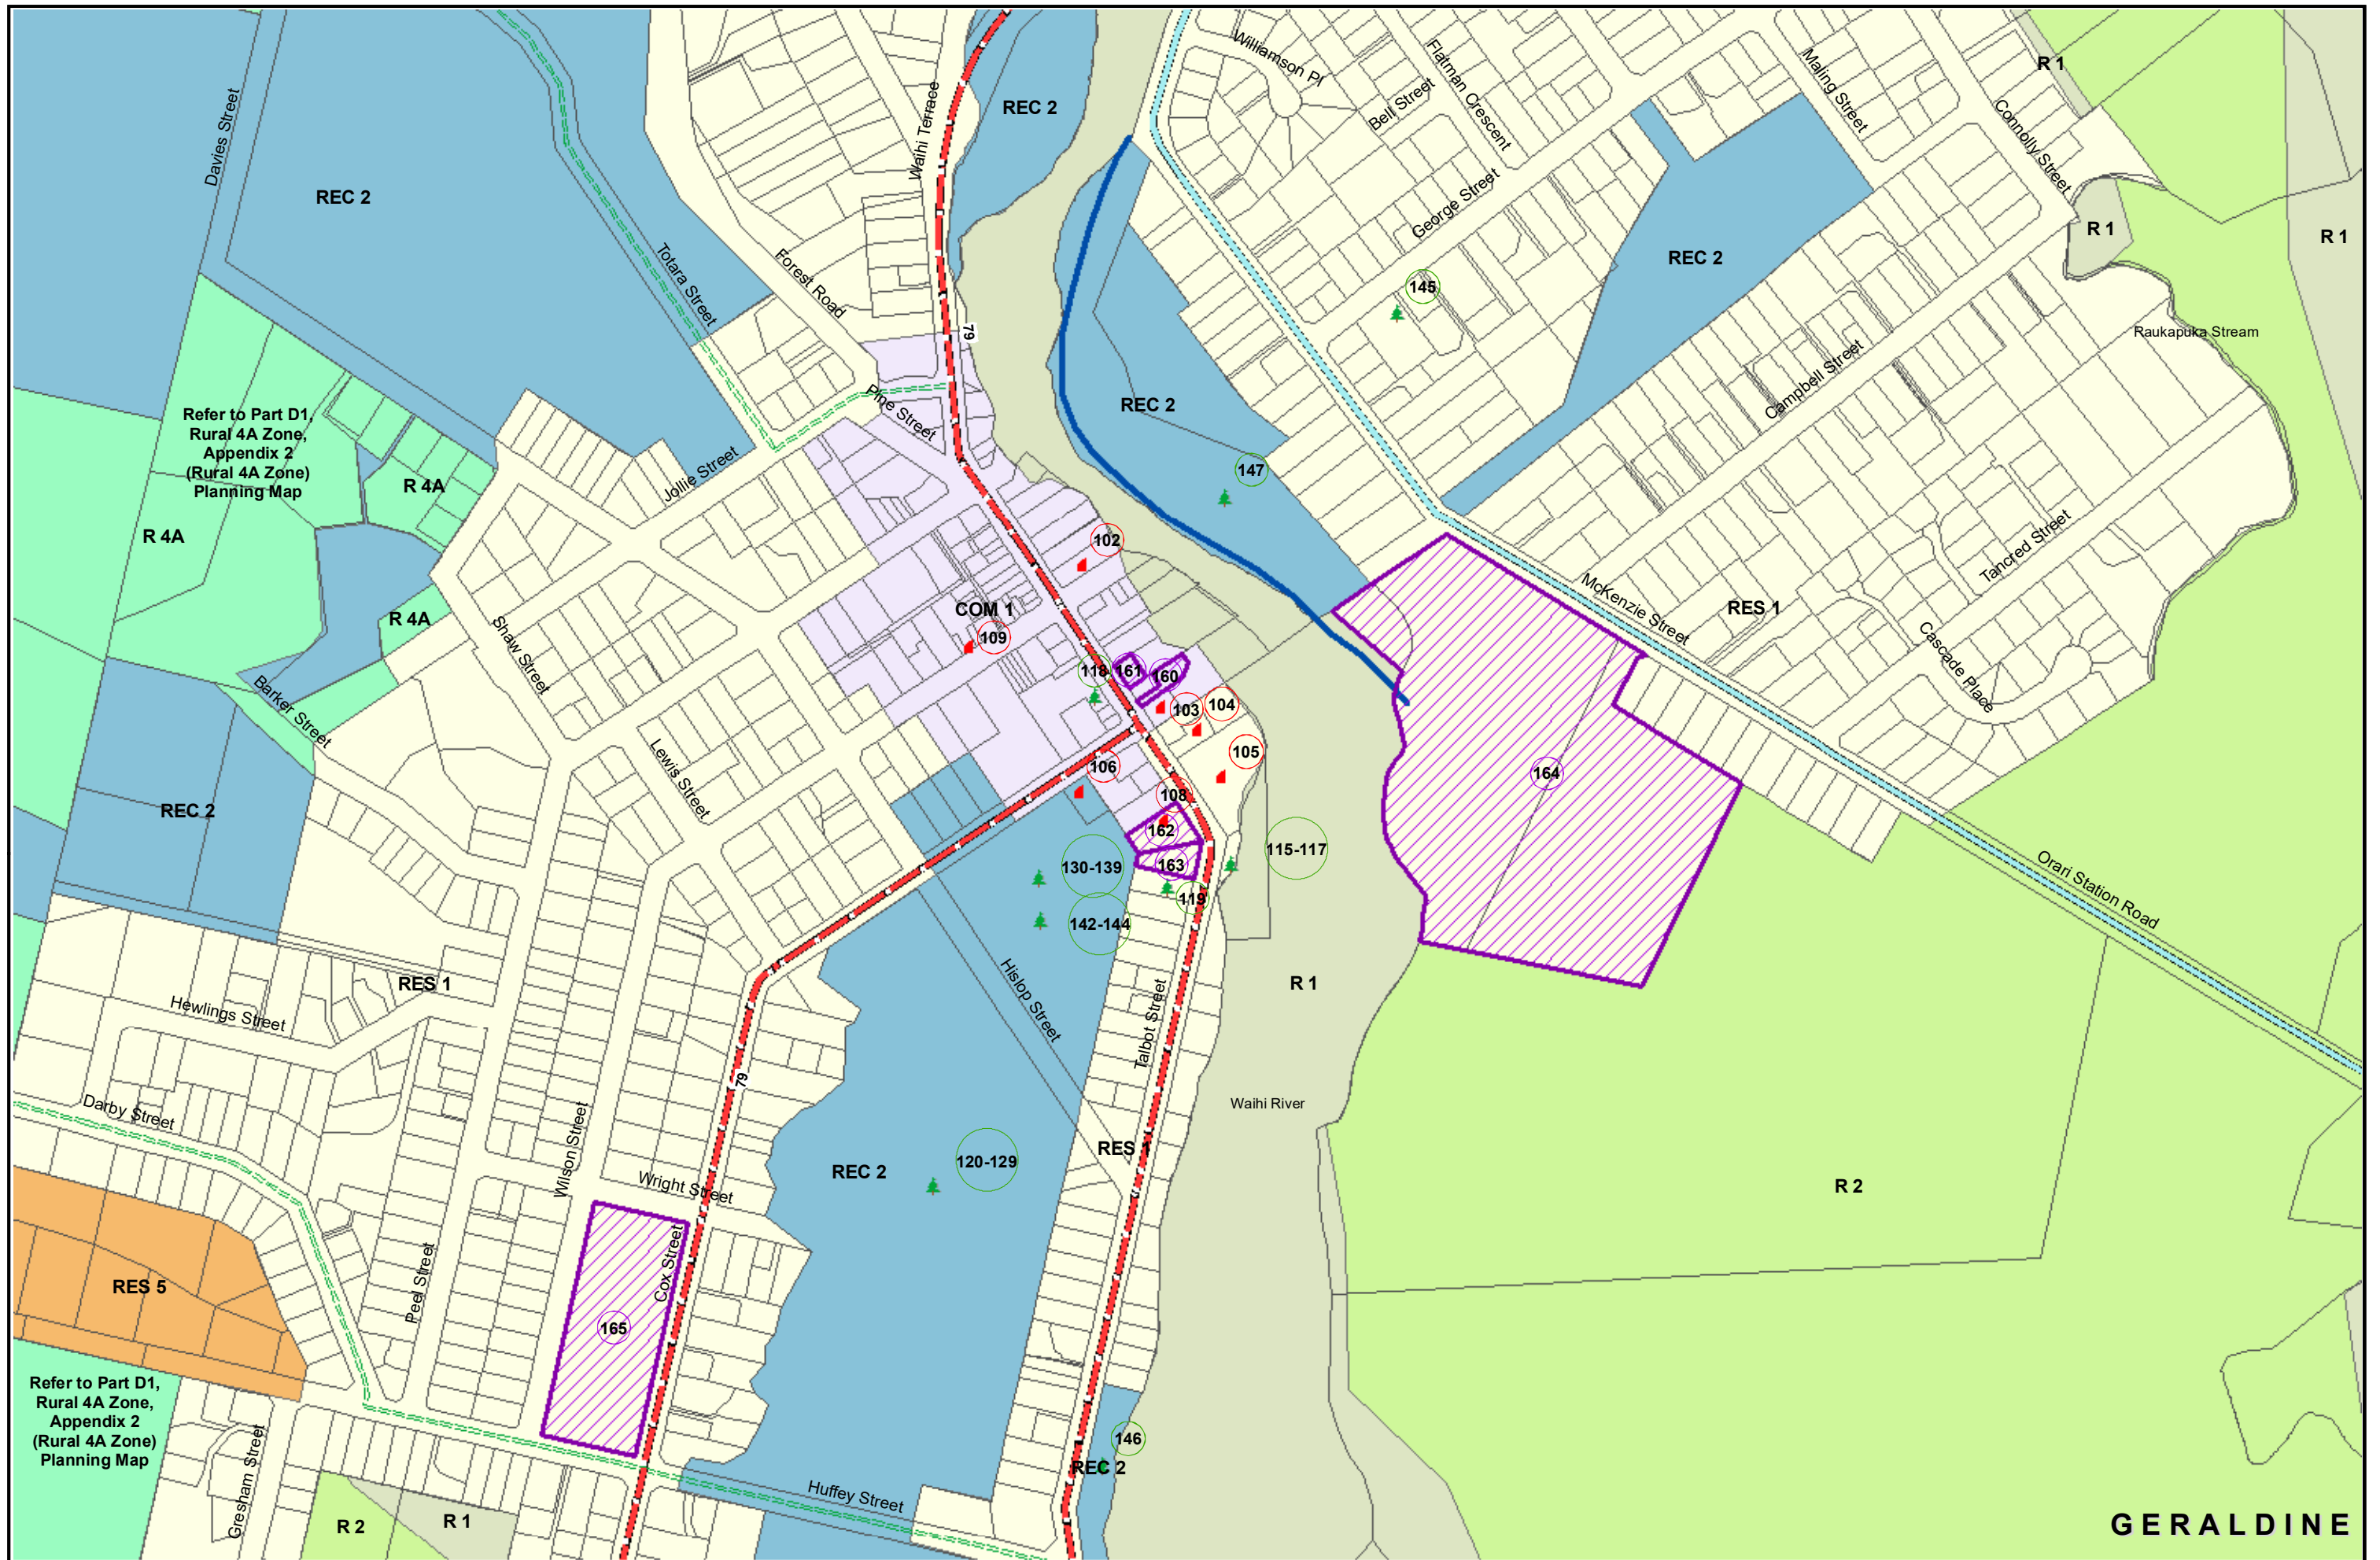 Williamson Pl
Flatman Crescent
Maling Street
R 1
Davies Street
Waihi Terrace
REC 2
Bell Street
Connolly Street
REC 2
George Street
R 1
R 1
Totara Street
Forest Road
REC 2
145
79
Raukapuka Stream
Refer to Part D1,
Rural 4A Zone,
Appendix 2
(Rural 4A Zone)
Planning Map
Pine Street
REC 2
Campbell Street
R 4A
Jollie Street
147
R 4A
102
Tancred Street
COM 1
109
R 4A
Shaw Street
McKenzie Street
RES 1
118
161
160
Cascade Place
Barker Street
103
104
105
Lewis Street
106
164
108
REC 2
162
163
115-117
130-139
119
142-144
Orari Station Road
RES 1
Hislop Street
R 1
Hewlings Street
Talbot Street
79
Darby Street
Waihi River
Wilson Street
RES
120-129
REC 2
Wright Street
R 2
Peel Street
Cox Street
RES 5
165
Refer to Part D1,
Rural 4A Zone,
Appendix 2
(Rural 4A Zone)
Planning Map
Gresham Street
146
REC 2
Huffey Street
R 2
R 1
GERALDINE